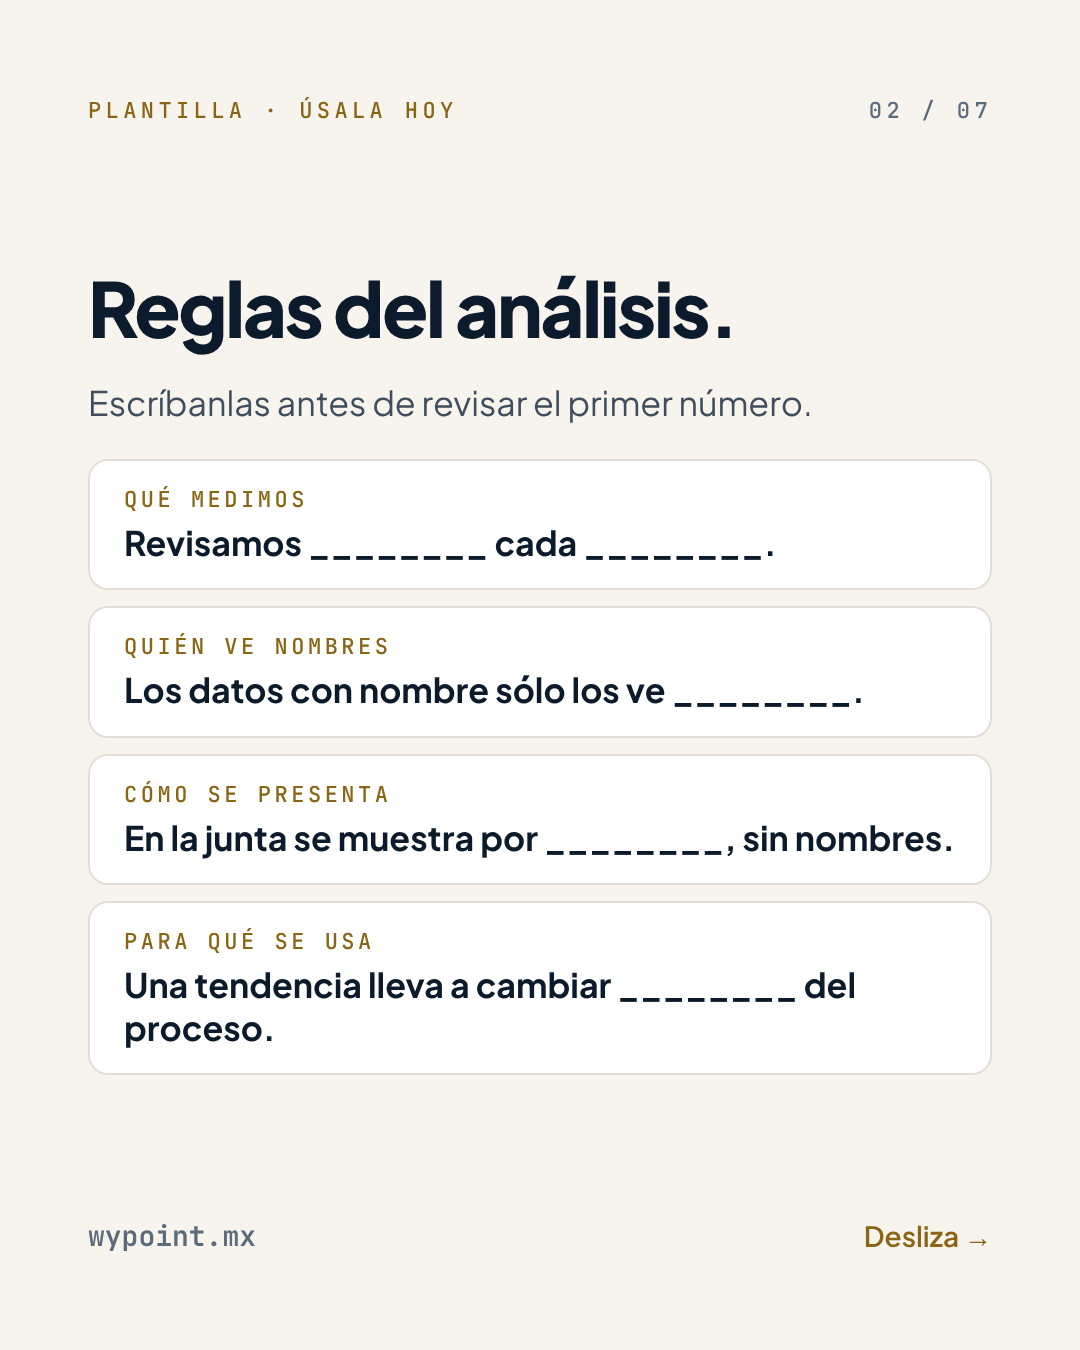 PLANTILLA · ÚSALA HOY
02 / 07
Reglas del análisis.
Escríbanlas antes de revisar el primer número.
QUÉ MEDIMOS
Revisamos ________ cada ________.
QUIÉN VE NOMBRES
Los datos con nombre sólo los ve ________.
CÓMO SE PRESENTA
En la junta se muestra por ________, sin nombres.
PARA QUÉ SE USA
Una tendencia lleva a cambiar ________ del
proceso.
wypoint.mx
Desliza →